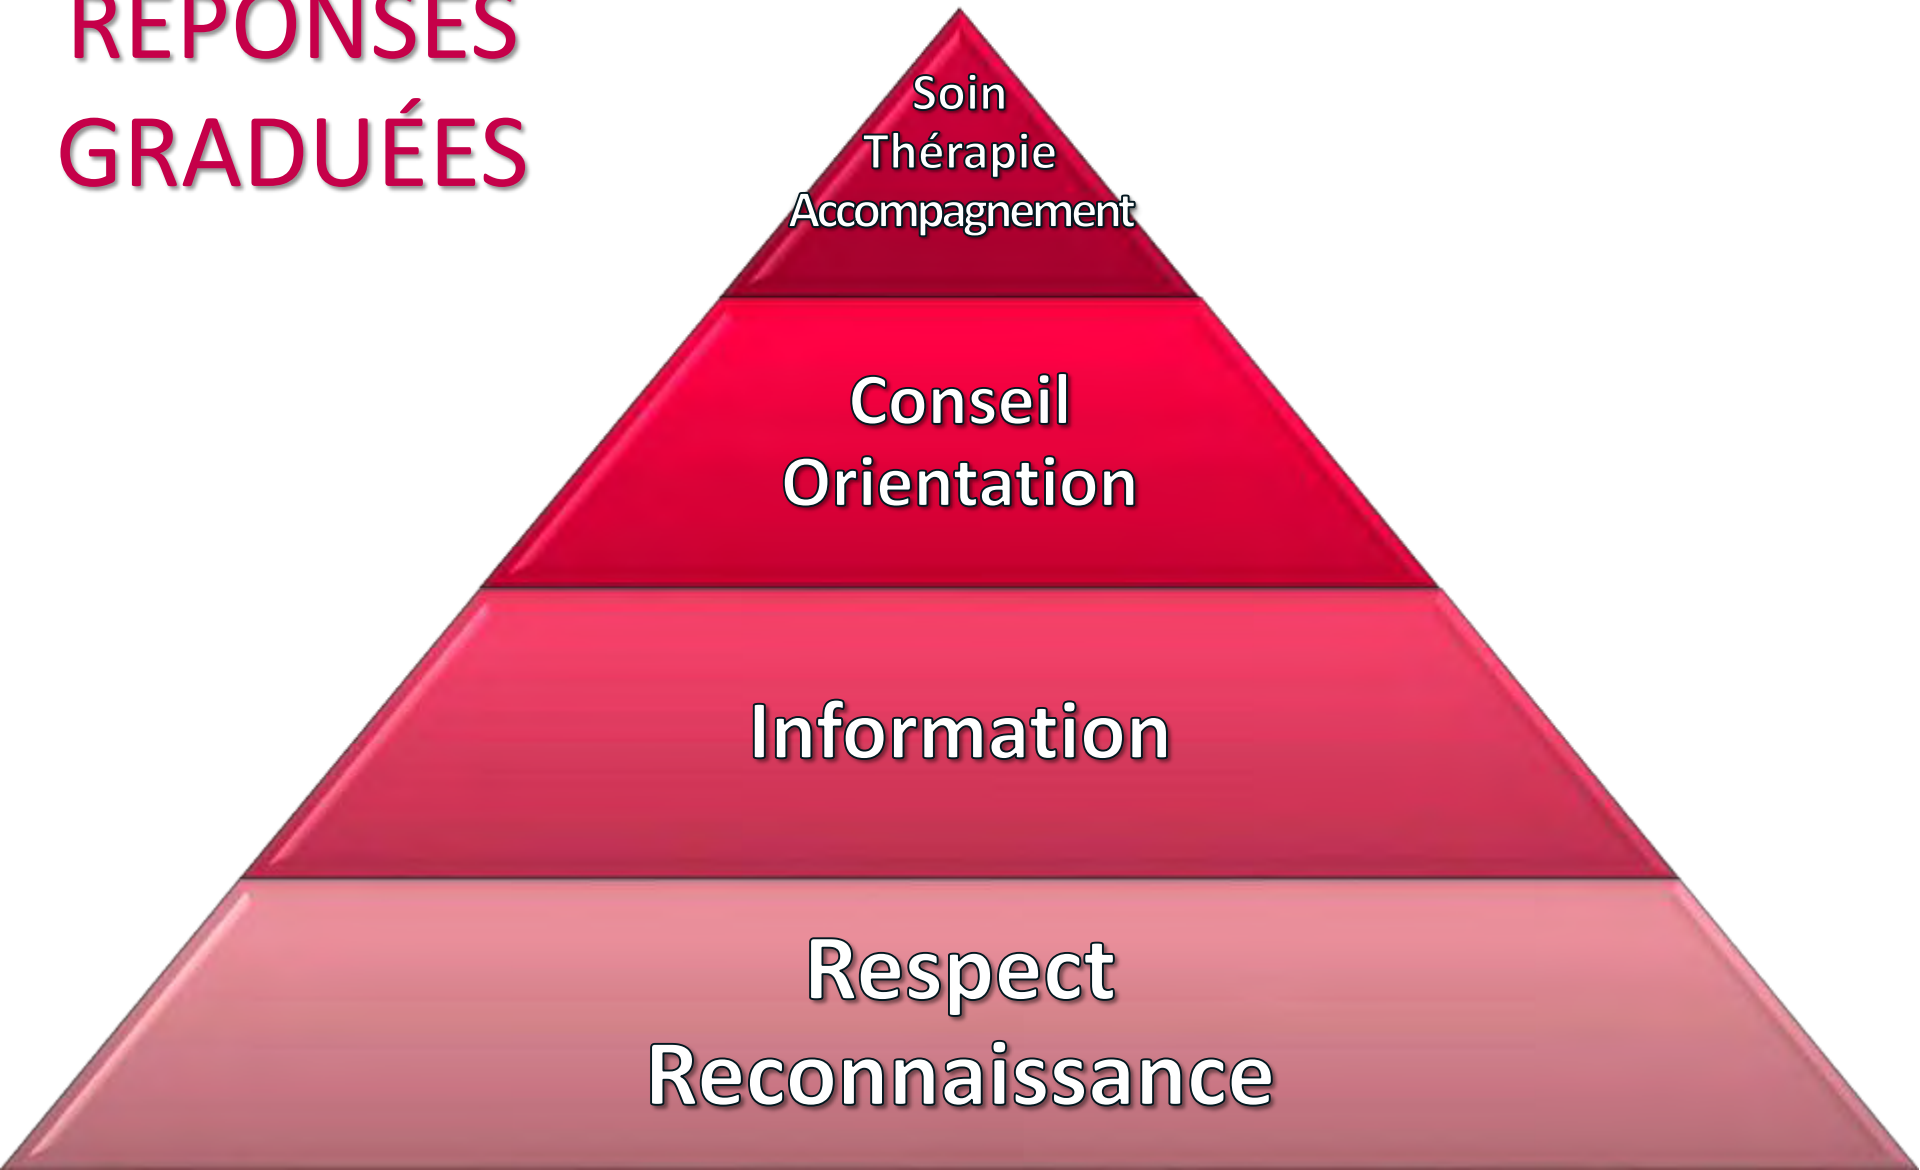 RÉPONSES
GRADUÉES
Soin
Thérapie
Accompagnement
Conseil
Orientation
Information
Respect
Reconnaissance